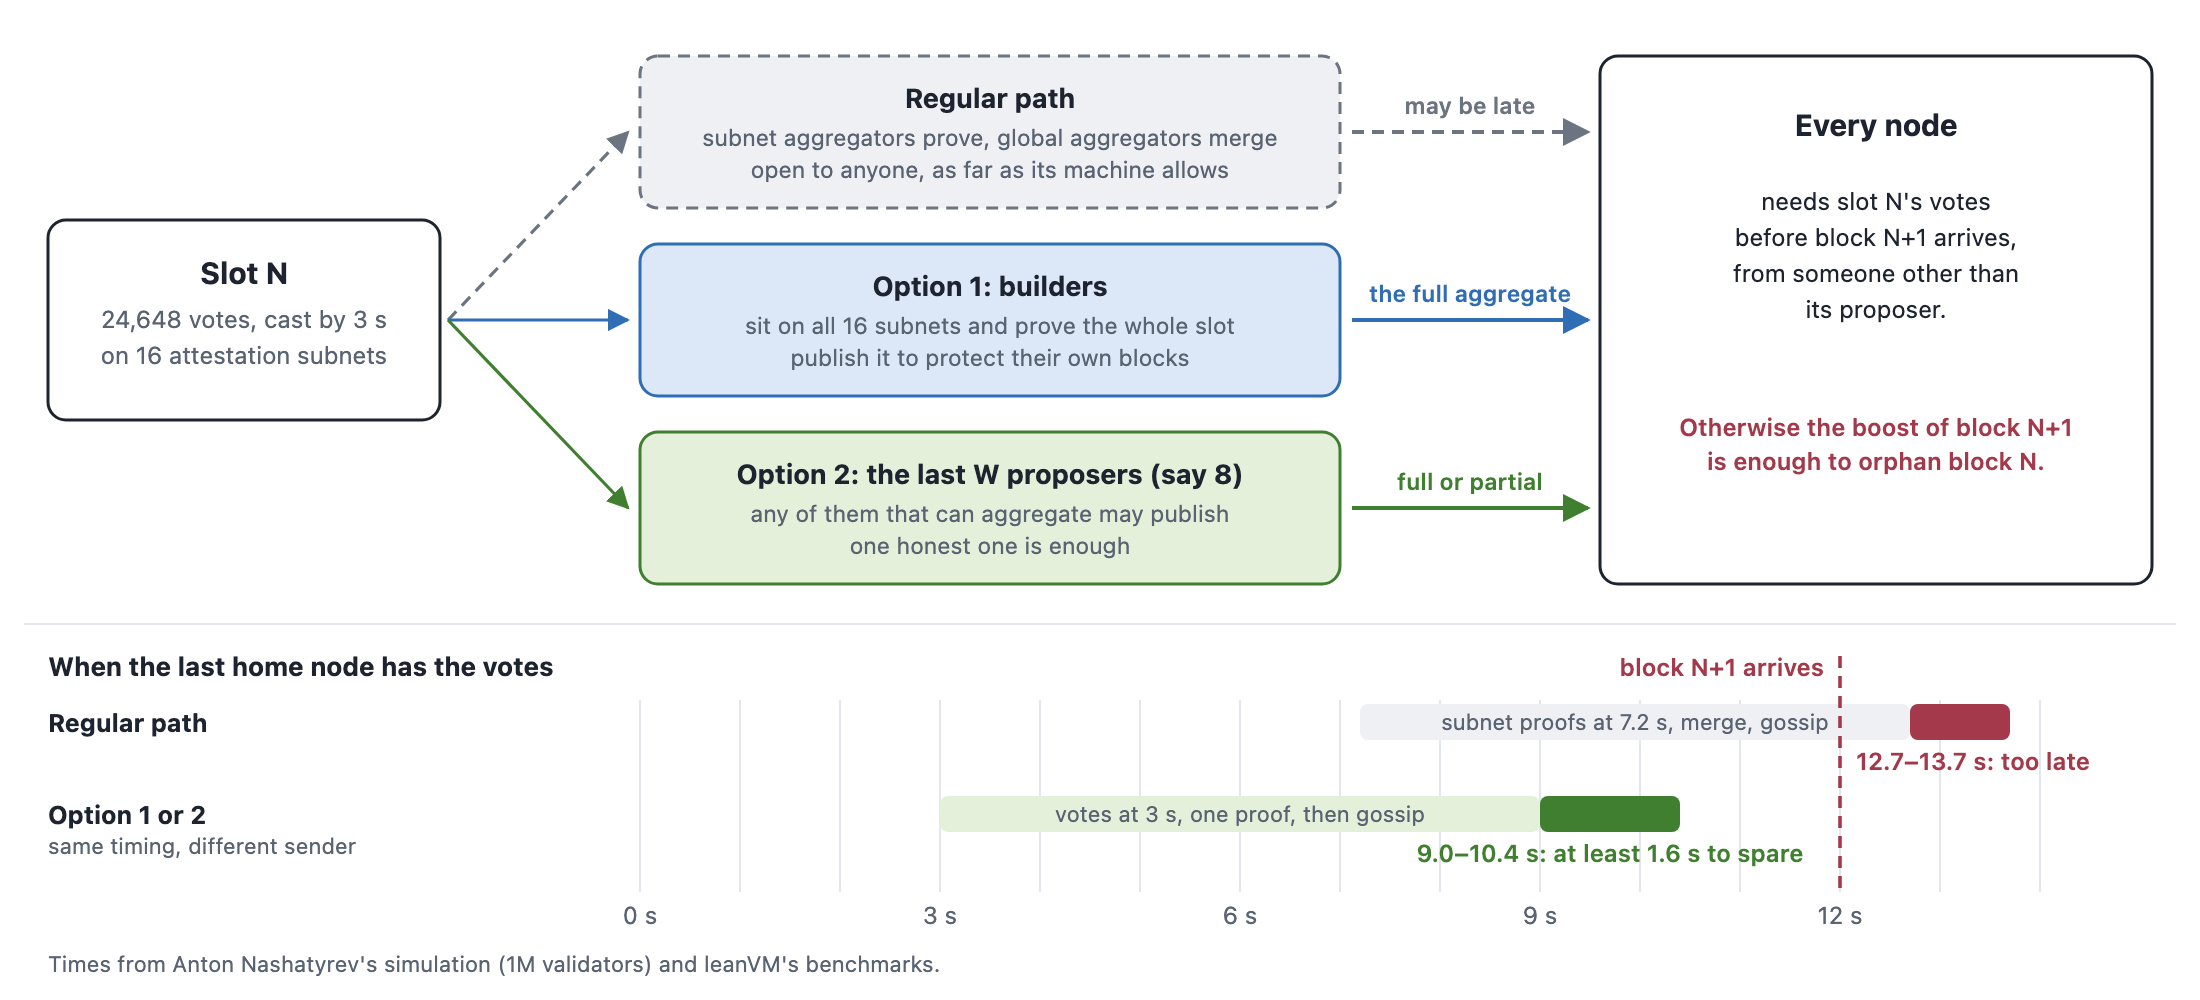 Regular path
subnet aggregators prove, global aggregators merge
open to anyone, as far as its machine allows
may be late
Every node
needs slot N's votes
before block N+1 arrives,
from someone other than
its proposer.
Otherwise the boost of block N+1
is enough to orphan block N.
Slot N
24,648 votes, cast by 3 s
on 16 attestation subnets
Option 1: builders
sit on all 16 subnets and prove the whole slot
publish it to protect their own blocks
the full aggregate
Option 2: the last W proposers (say 8)
any of them that can aggregate may publish
one honest one is enough
full or partial
When the last home node has the votes
block N+1 arrives
Regular path
subnet proofs at 7.2 s, merge, gossip
12.7–13.7 s: too late
Option 1 or 2
same timing, different sender
votes at 3 s, one proof, then gossip
9.0–10.4 s: at least 1.6 s to spare
0 s
3 s
6 s
9 s
12 s
Times from Anton Nashatyrev's simulation (1M validators) and leanVM's benchmarks.